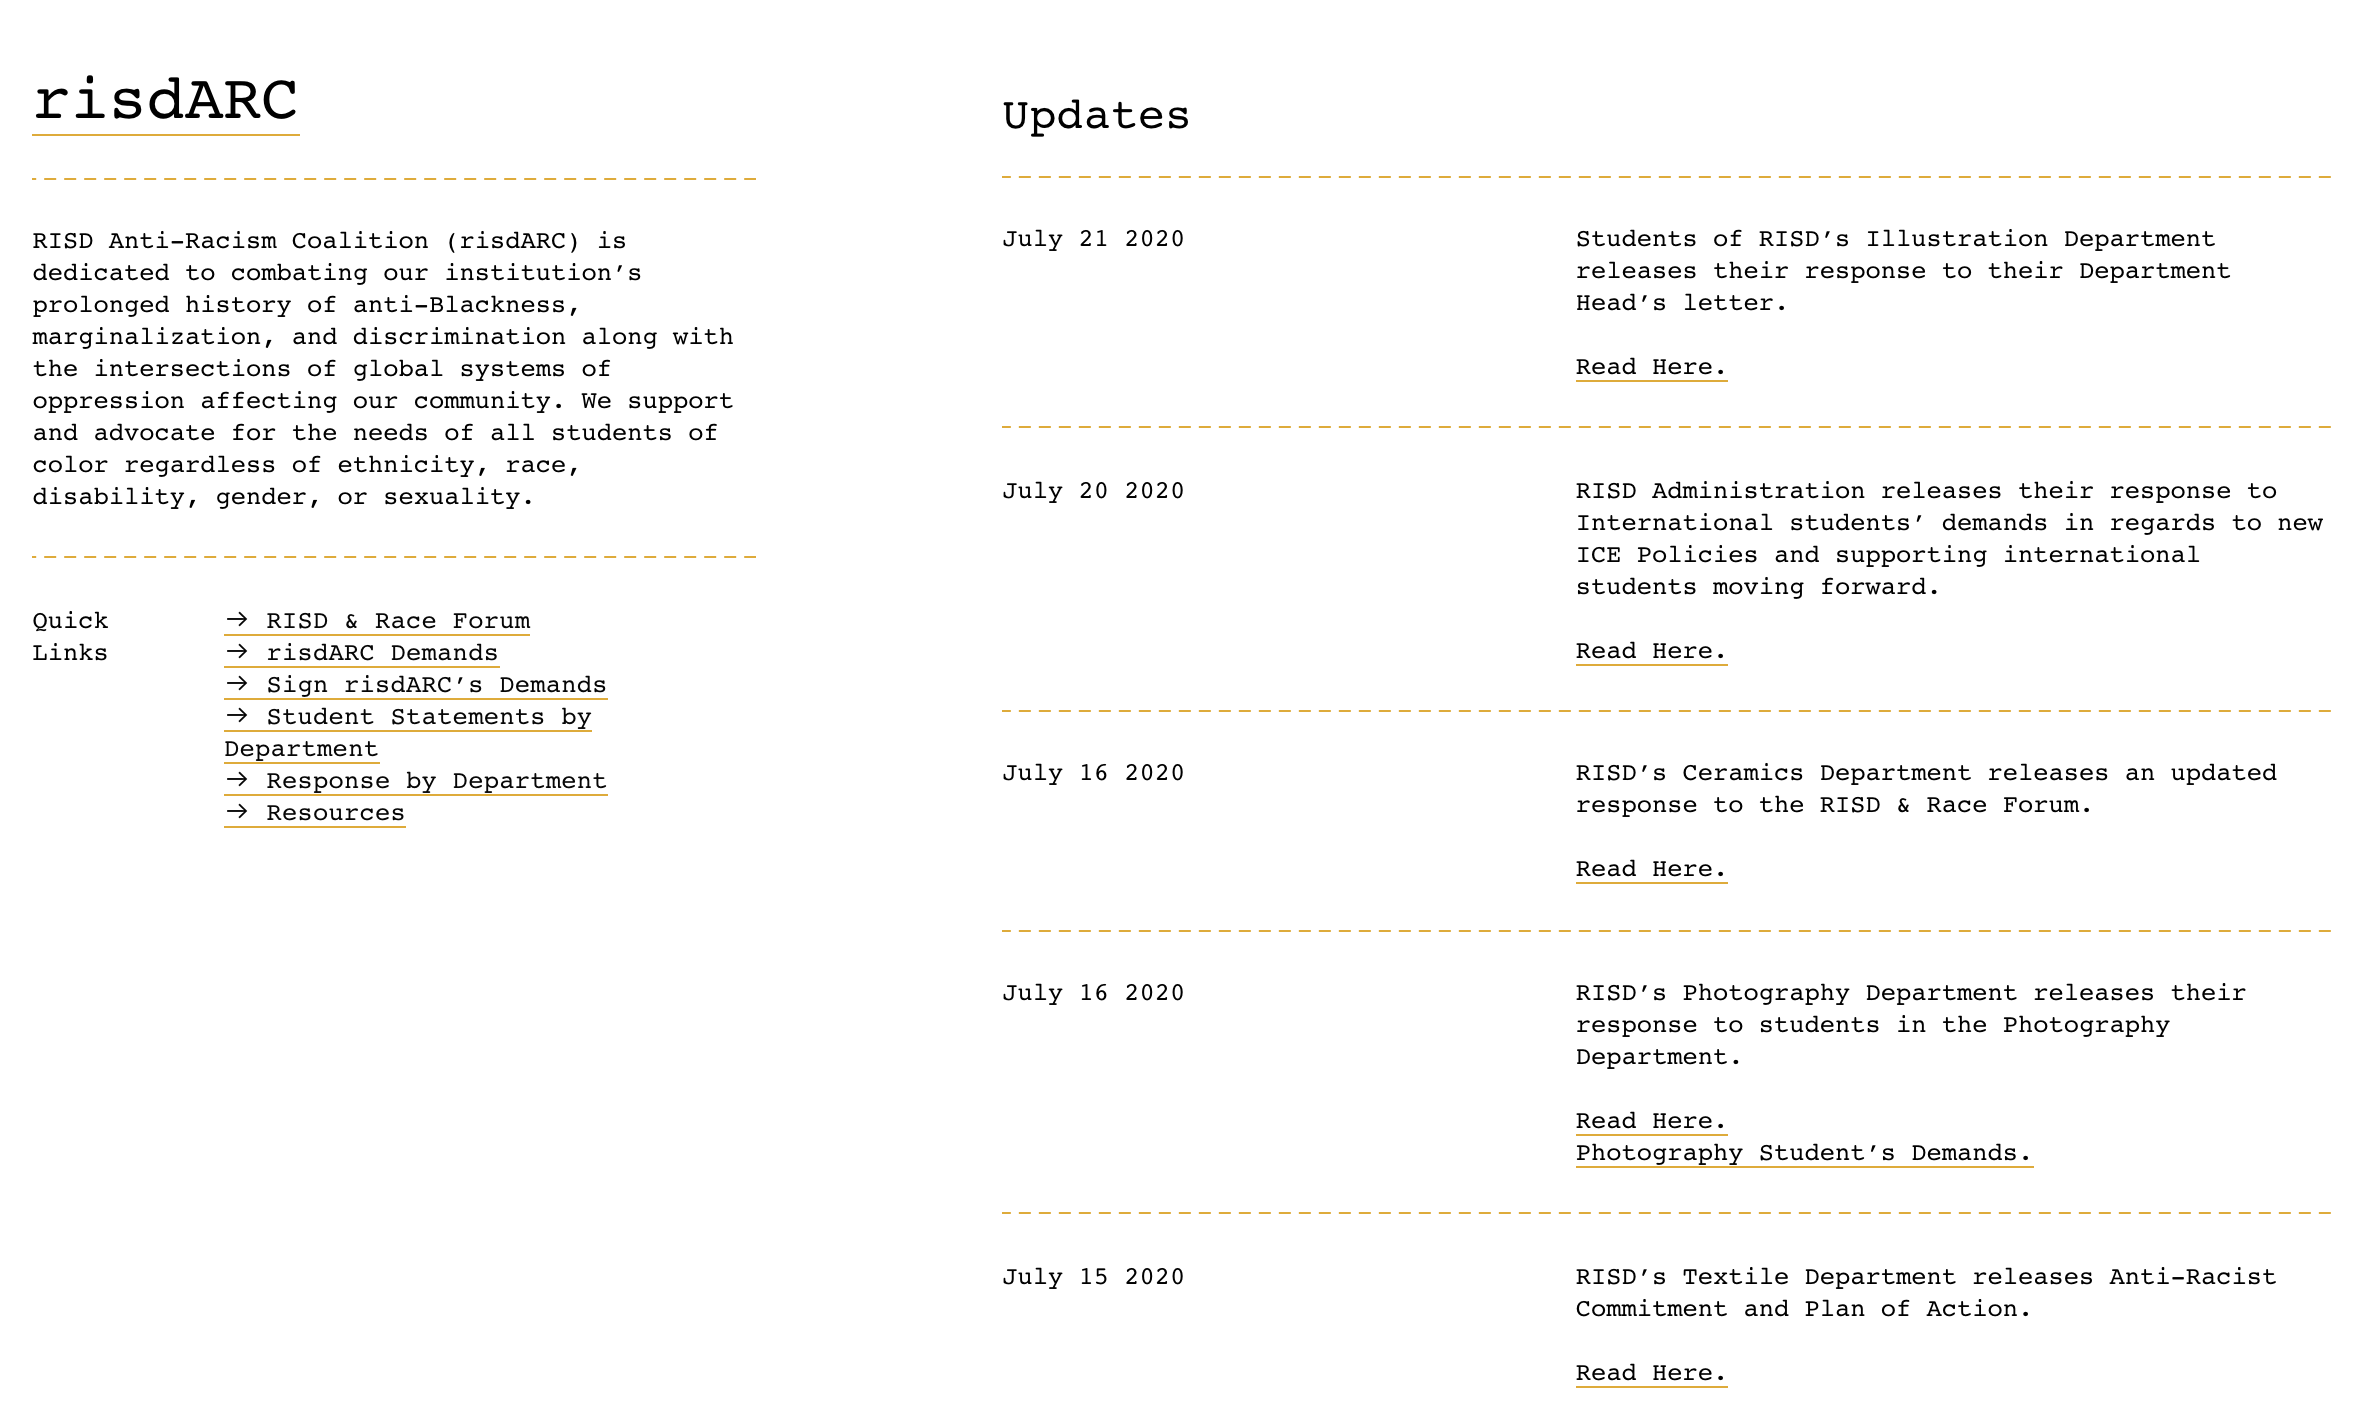 risdARC
RISD Anti-Racism Coalition (risdARC) is
dedicated to combating our institution’s
prolonged history of anti-Blackness,
marginalization, and discrimination along with
the intersections of global systems of
oppression affecting our community. We support
and advocate for the needs of all students of
color regardless of ethnicity, race,
disability, gender, or sexuality.
Quick
Links
→ RISD & Race Forum
→ risdARC Demands
→ Sign risdARC’s Demands
→ Student Statements by
Department
→ Response by Department
→ Resources
Updates
July 21 2020
Students of RISD’s Illustration Department
releases their response to their Department
Head’s letter.
Read Here.
July 20 2020
RISD Administration releases their response to
International students’ demands in regards to new
ICE Policies and supporting international
students moving forward.
Read Here.
July 16 2020
RISD’s Ceramics Department releases an updated
response to the RISD & Race Forum.
Read Here.
July 16 2020
RISD’s Photography Department releases their
response to students in the Photography
Department.
Read Here.
Photography Student’s Demands.
July 15 2020
RISD’s Textile Department releases Anti-Racist
Commitment and Plan of Action.
Read Here.